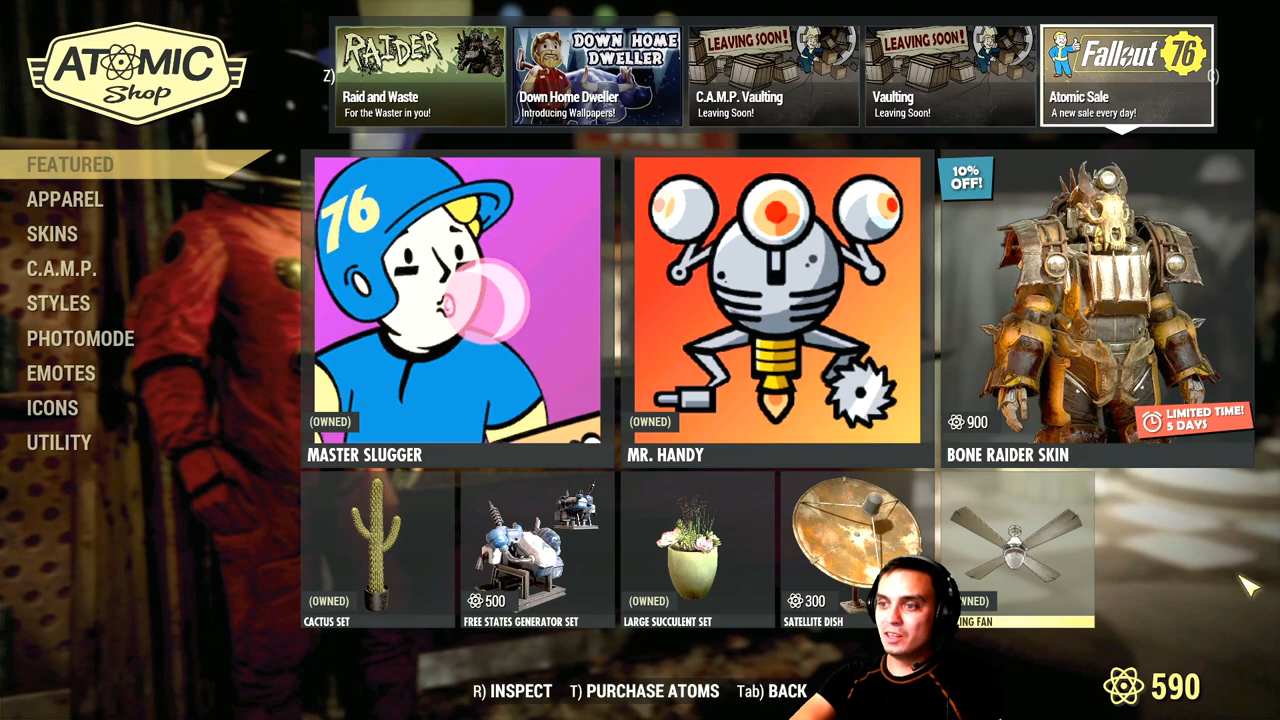 ATOMIC
Shop
RAIDER
Raid and Waste
For the Waster in you!
DOWN HOME
DWELLER
Down Home Dweller
Introducing Wallpapers!
LEAVING SOON!
C.A.M.P. Vaulting
Leaving Soon!
LEAVING SOON!
Vaulting
Leaving Soon!
Fallout 76
Atomic Sale
A new sale every day!
Z)
FEATURED
APPAREL
SKINS
C.A.M.P.
STYLES
PHOTOMODE
EMOTES
ICONS
UTILITY
76
(OWNED)
MASTER SLUGGER
(OWNED)
MR. HANDY
10%
OFF!
900
LIMITED TIME!
5 DAYS
BONE RAIDER SKIN
(OWNED)
CACTUS SET
500
FREE STATES GENERATOR SET
(OWNED)
LARGE SUCCULENT SET
300
SATELLITE DISH
FAN
R) INSPECT
T) PURCHASE ATOMS
Tab) BACK
590